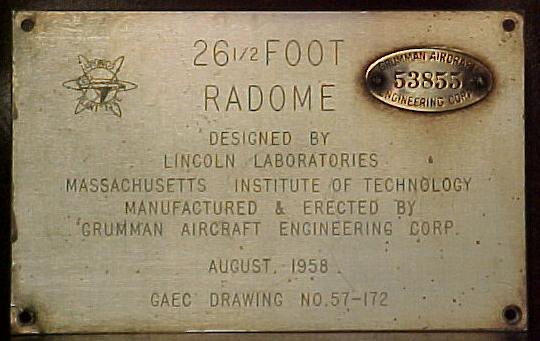 26 1/2 FOOT
RADOME
GRUMMAN AIRCRAFT
53855
ENGINEERING CORP.
DESIGNED BY
LINCOLN LABORATORIES
MASSACHUSETTS INSTITUTE OF TECHNOLOGY
MANUFACTURED & ERECTED BY
GRUMMAN AIRCRAFT ENGINEERING CORP.
AUGUST, 1958
GAEC DRAWING NO. 57-172